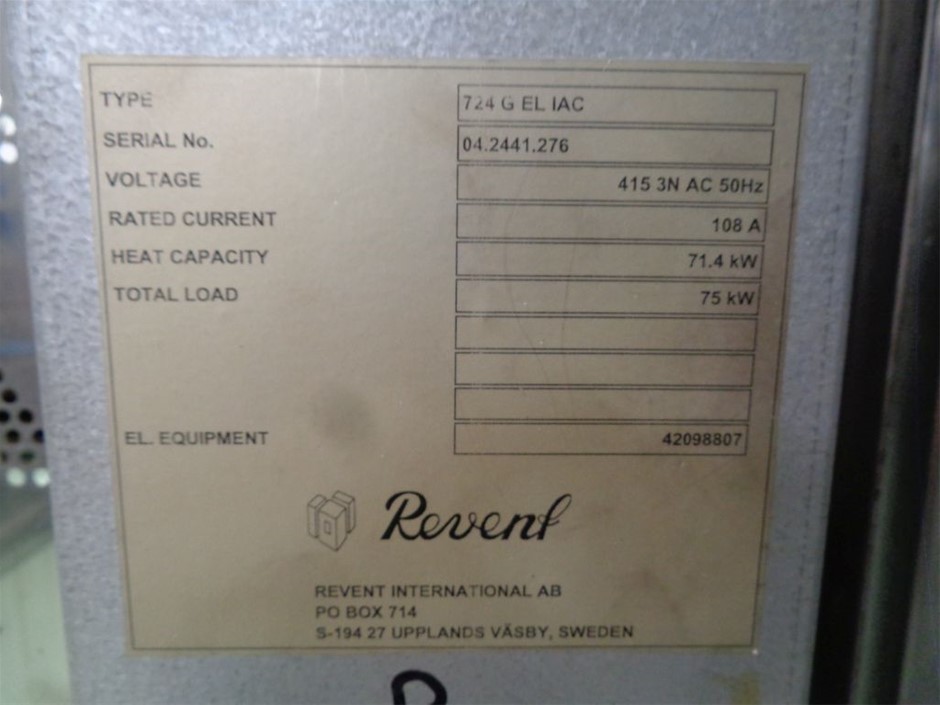 TYPE 724 G EL IAC
SERIAL No. 04.2441.276
VOLTAGE 415 3N AC 50Hz
RATED CURRENT 108 A
HEAT CAPACITY 71.4 kW
TOTAL LOAD 75 kW
EL. EQUIPMENT 42098807
Revent
REVENT INTERNATIONAL AB
PO BOX 714
S-194 27 UPPLANDS VÄSBY, SWEDEN